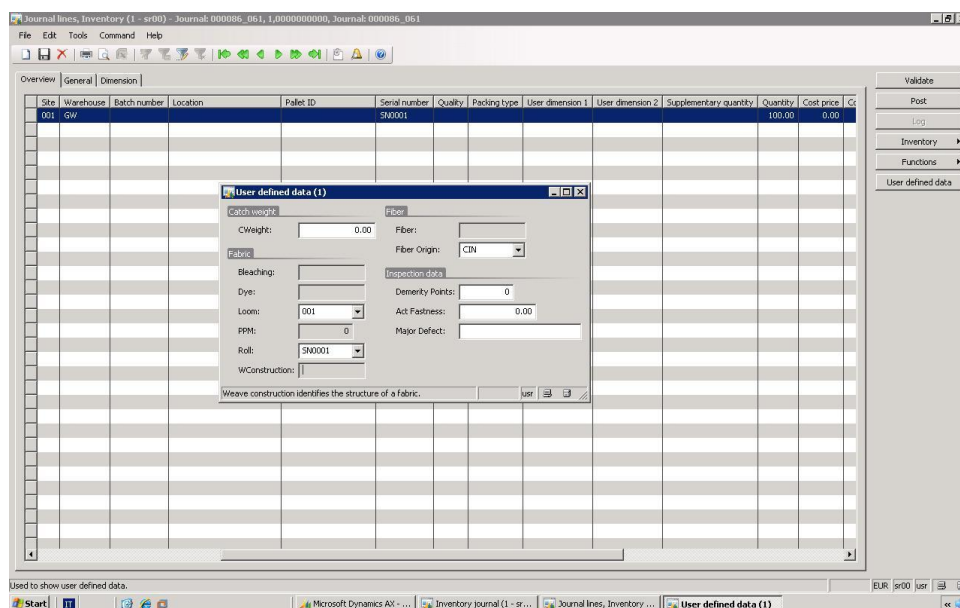 Journal lines, Inventory (1 - sr00) - Journal: 000086_061, 1,0000000000, Journal: 000086_061
File Edit Tools Command Help
Overview General Dimension
Site Warehouse Batch number Location Pallet ID Serial number Quality Packing type User dimension 1 User dimension 2 Supplementary quantity Quantity Cost price Cc
001 GW SN0001 100.00 0.00
Validate
Post
Log
Inventory
Functions
User defined data
User defined data (1)
Catch weight Fiber
CWeight: 0.00 Fiber:
Fiber Origin: CIN
Fabric
Bleaching: Inspection data
Dye: Demerity Points: 0
Loom: 001 Act Fastness: 0.00
PPM: 0 Major Defect:
Roll: SN0001
WConstruction:
Weave construction identifies the structure of a fabric. usr
Used to show user defined data. EUR sr00 usr
Start Microsoft Dynamics AX - ... Inventory journal (1 - sr... Journal lines, Inventory ... User defined data (1)